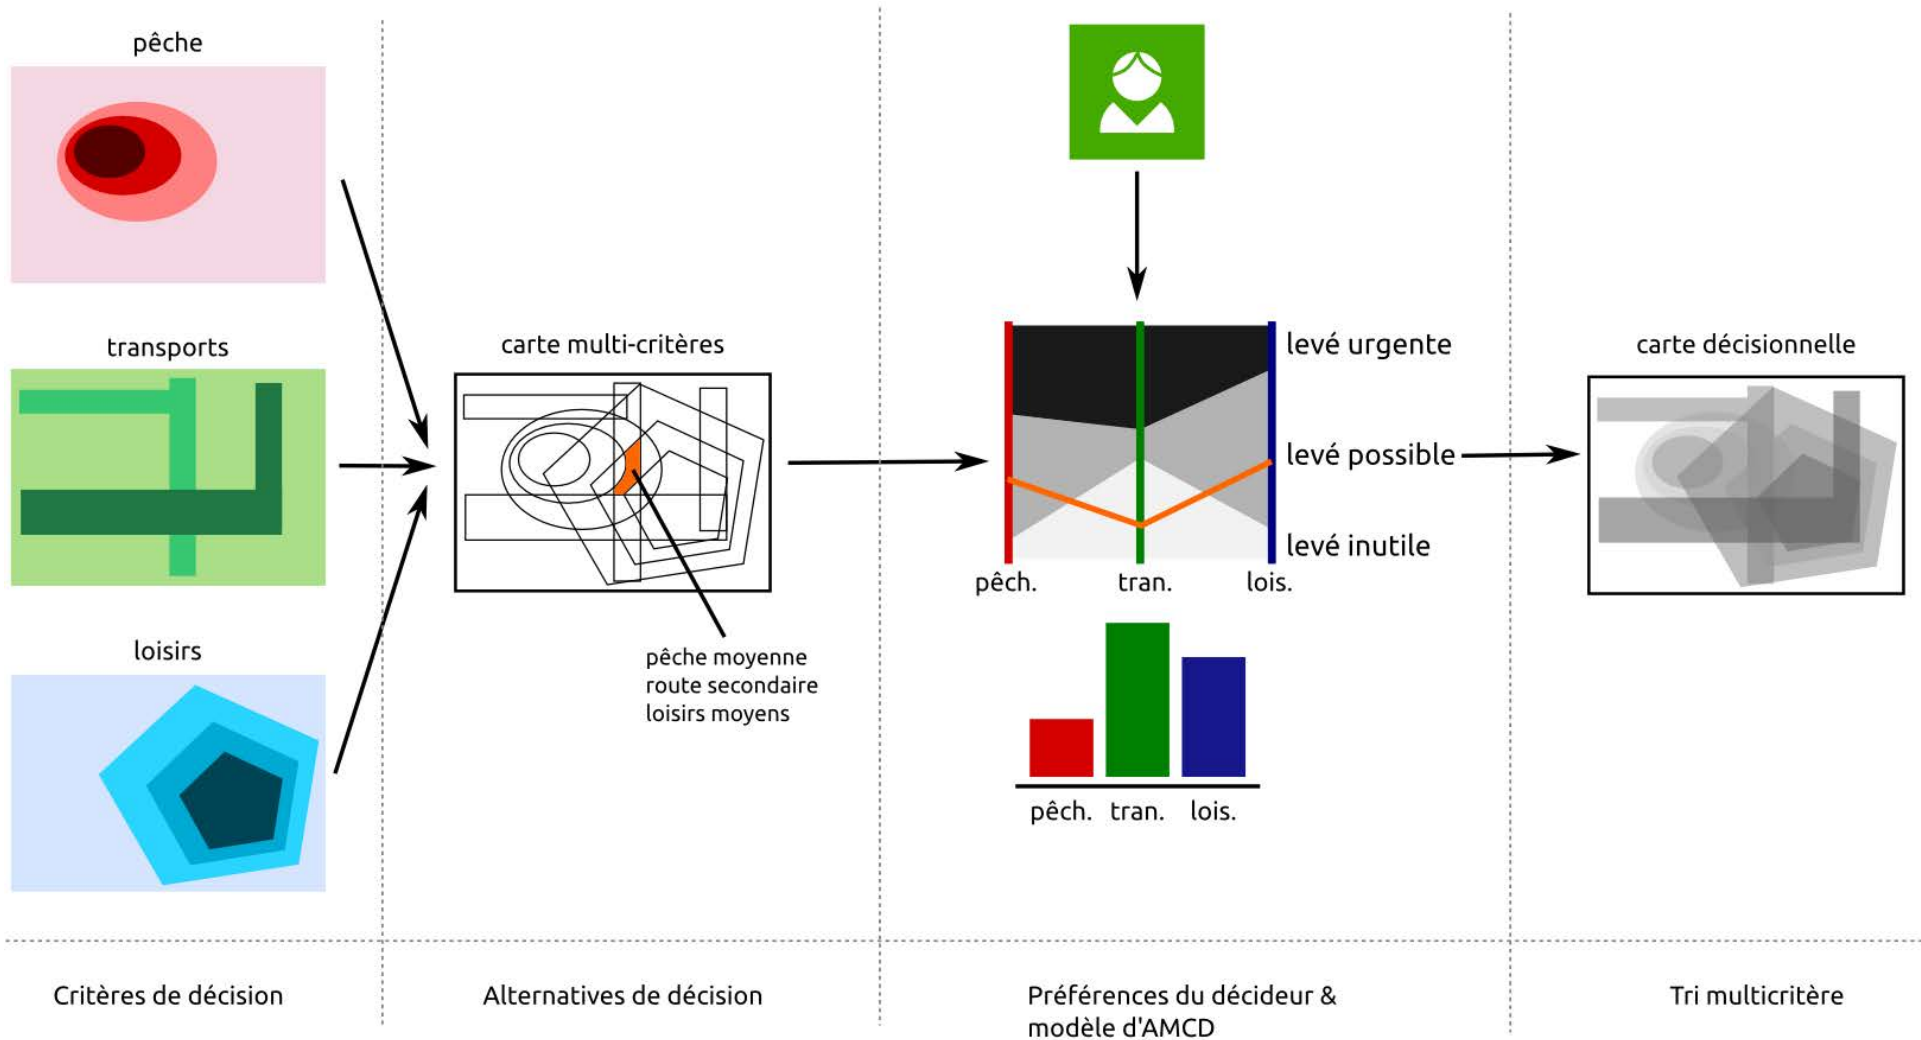 pêche
transports
loisirs
carte multi-critères
pêche moyenne
route secondaire
loisirs moyens
levé urgente
levé possible
levé inutile
pêch.
tran.
lois.
pêch.
tran.
lois.
carte décisionnelle
Critères de décision
Alternatives de décision
Préférences du décideur &
modèle d'AMCD
Tri multicritère